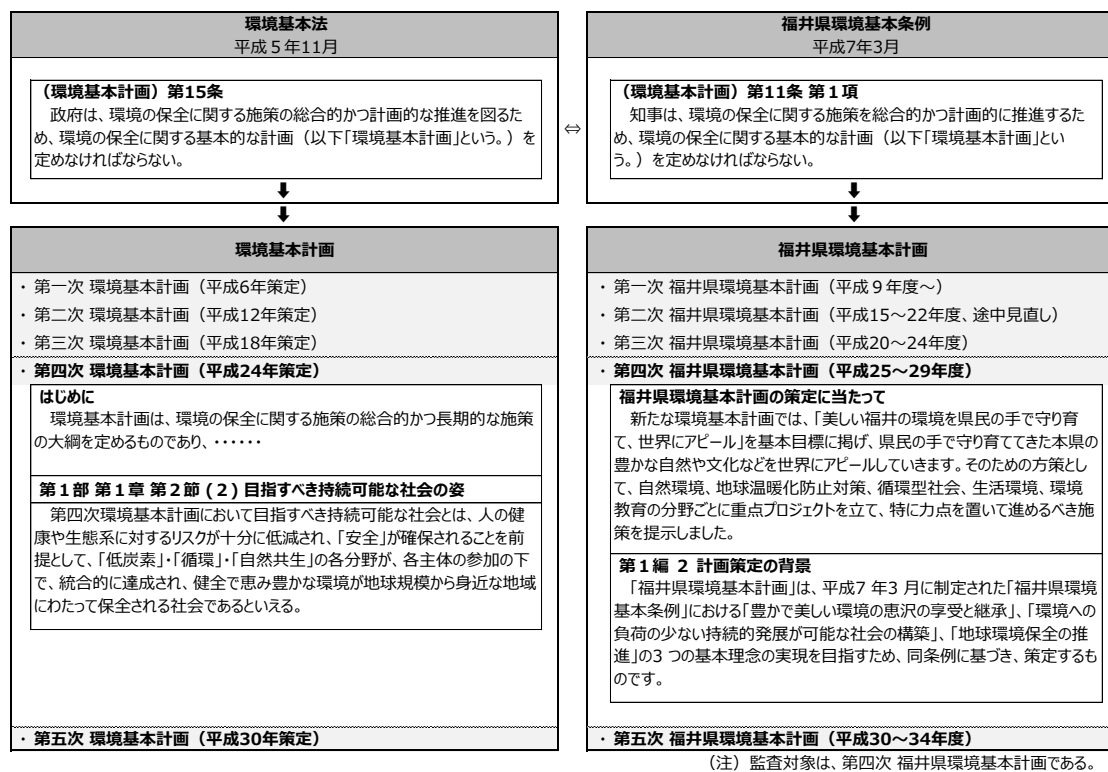 環境基本法
平成５年11月
（環境基本計画）第15条
政府は、環境の保全に関する施策の総合的かつ計画的な推進を図るた
め、環境の保全に関する基本的な計画（以下「環境基本計画」という。）を
定めなければならない。
⬇
⬇
⇔
福井県環境基本条例
平成7年3月
（環境基本計画）第11条 第１項
知事は、環境の保全に関する施策を総合的かつ計画的に推進するた
め、環境の保全に関する基本的な計画（以下「環境基本計画」とい
う。）を定めなければならない。
⬇
⬇
環境基本計画
・ 第一次 環境基本計画（平成6年策定）
・ 第二次 環境基本計画（平成12年策定）
・ 第三次 環境基本計画（平成18年策定）
・ 第四次 環境基本計画（平成24年策定）
はじめに
環境基本計画は、環境の保全に関する施策の総合的かつ長期的な施策
の大綱を定めるものであり、・・・・・・
第１部 第１章 第２節 (２) 目指すべき持続可能な社会の姿
第四次環境基本計画において目指すべき持続可能な社会とは、人の健
康や生態系に対するリスクが十分に低減され、「安全」が確保されることを前
提として、「低炭素」・「循環」・「自然共生」の各分野が、各主体の参加の下
で、統合的に達成され、健全で恵み豊かな環境が地球規模から身近な地域
にわたって保全される社会であるといえる。
・ 第五次 環境基本計画（平成30年策定）
福井県環境基本計画
・ 第一次 福井県環境基本計画（平成９年度～）
・ 第二次 福井県環境基本計画（平成15～22年度、途中見直し）
・ 第三次 福井県環境基本計画（平成20～24年度）
・ 第四次 福井県環境基本計画（平成25～29年度）
福井県環境基本計画の策定に当たって
新たな環境基本計画では、「美しい福井の環境を県民の手で守り育
て、世界にアピール」を基本目標に掲げ、県民の手で守り育ててきた本県の
豊かな自然や文化などを世界にアピールしていきます。そのための方策とし
て、自然環境、地球温暖化防止対策、循環型社会、生活環境、環境
教育の分野ごとに重点プロジェクトを立て、特に力点を置いて進めるべき施
策を提示しました。
第１編 ２ 計画策定の背景
「福井県環境基本計画」は、平成7 年3 月に制定された「福井県環境
基本条例」における「豊かで美しい環境の恵沢の享受と継承」、「環境への
負荷の少ない持続的発展が可能な社会の構築」、「地球環境保全の推
進」の3 つの基本理念の実現を目指すため、同条例に基づき、策定するも
のです。
・ 第五次 福井県環境基本計画（平成30～34年度）
（注）監査対象は、第四次 福井県環境基本計画である。